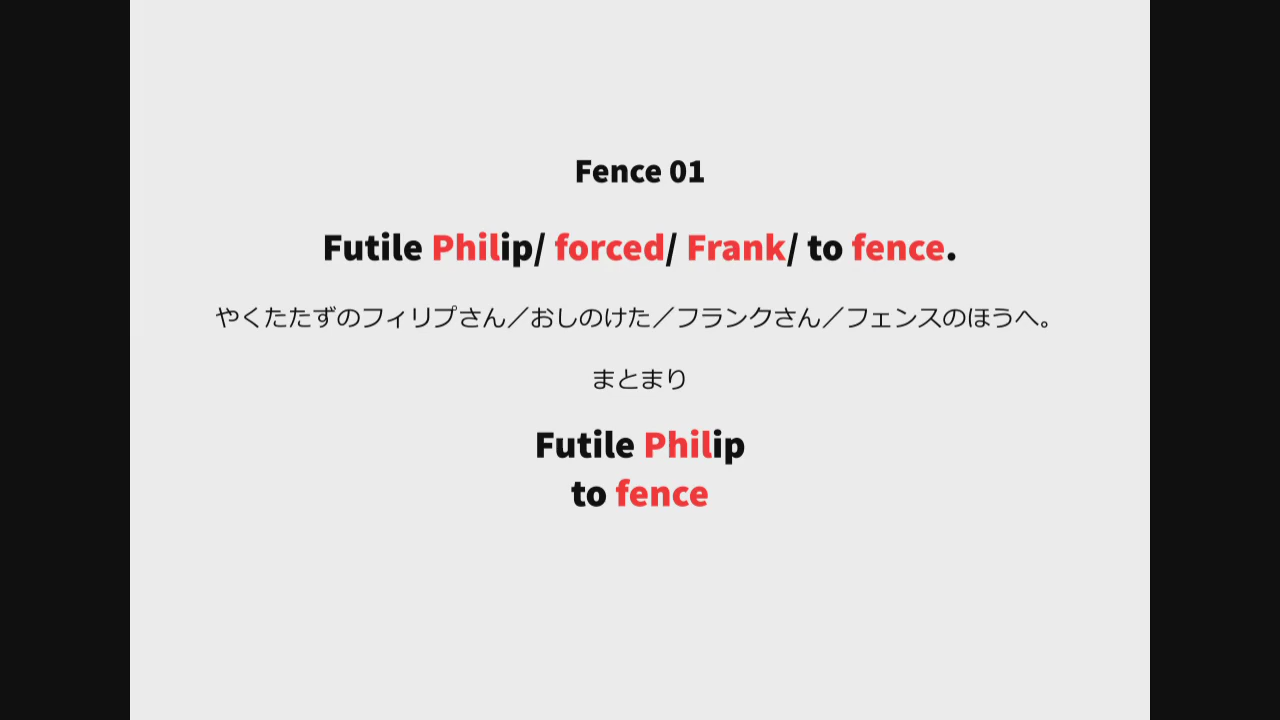 Fence 01
Futile Philip/ forced/ Frank/ to fence.
やくたたずのフィリプさん／おしのけた／フランクさん／フェンスのほうへ。
まとまり
Futile Philip
to fence